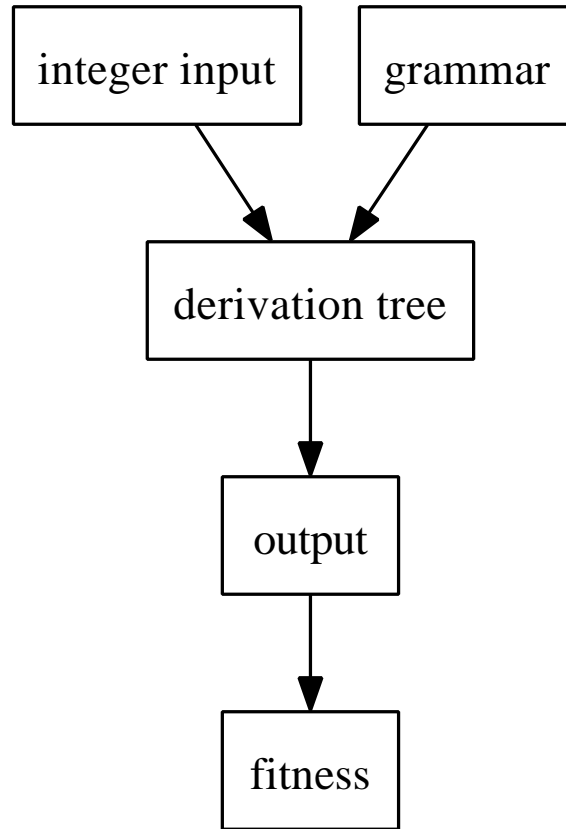 integer input
grammar
derivation tree
output
fitness